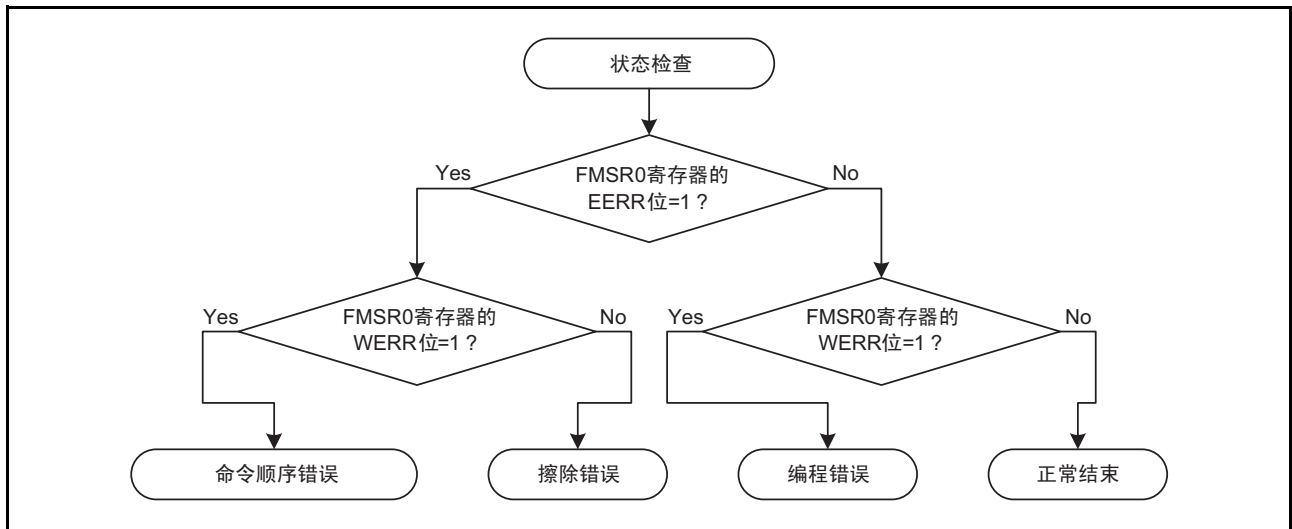 状态检查
Yes
FMSR0寄存器的
EERR位=1？
No
Yes
FMSR0寄存器的
WERR位=1？
No
Yes
FMSR0寄存器的
WERR位=1？
No
命令顺序错误
擦除错误
编程错误
正常结束